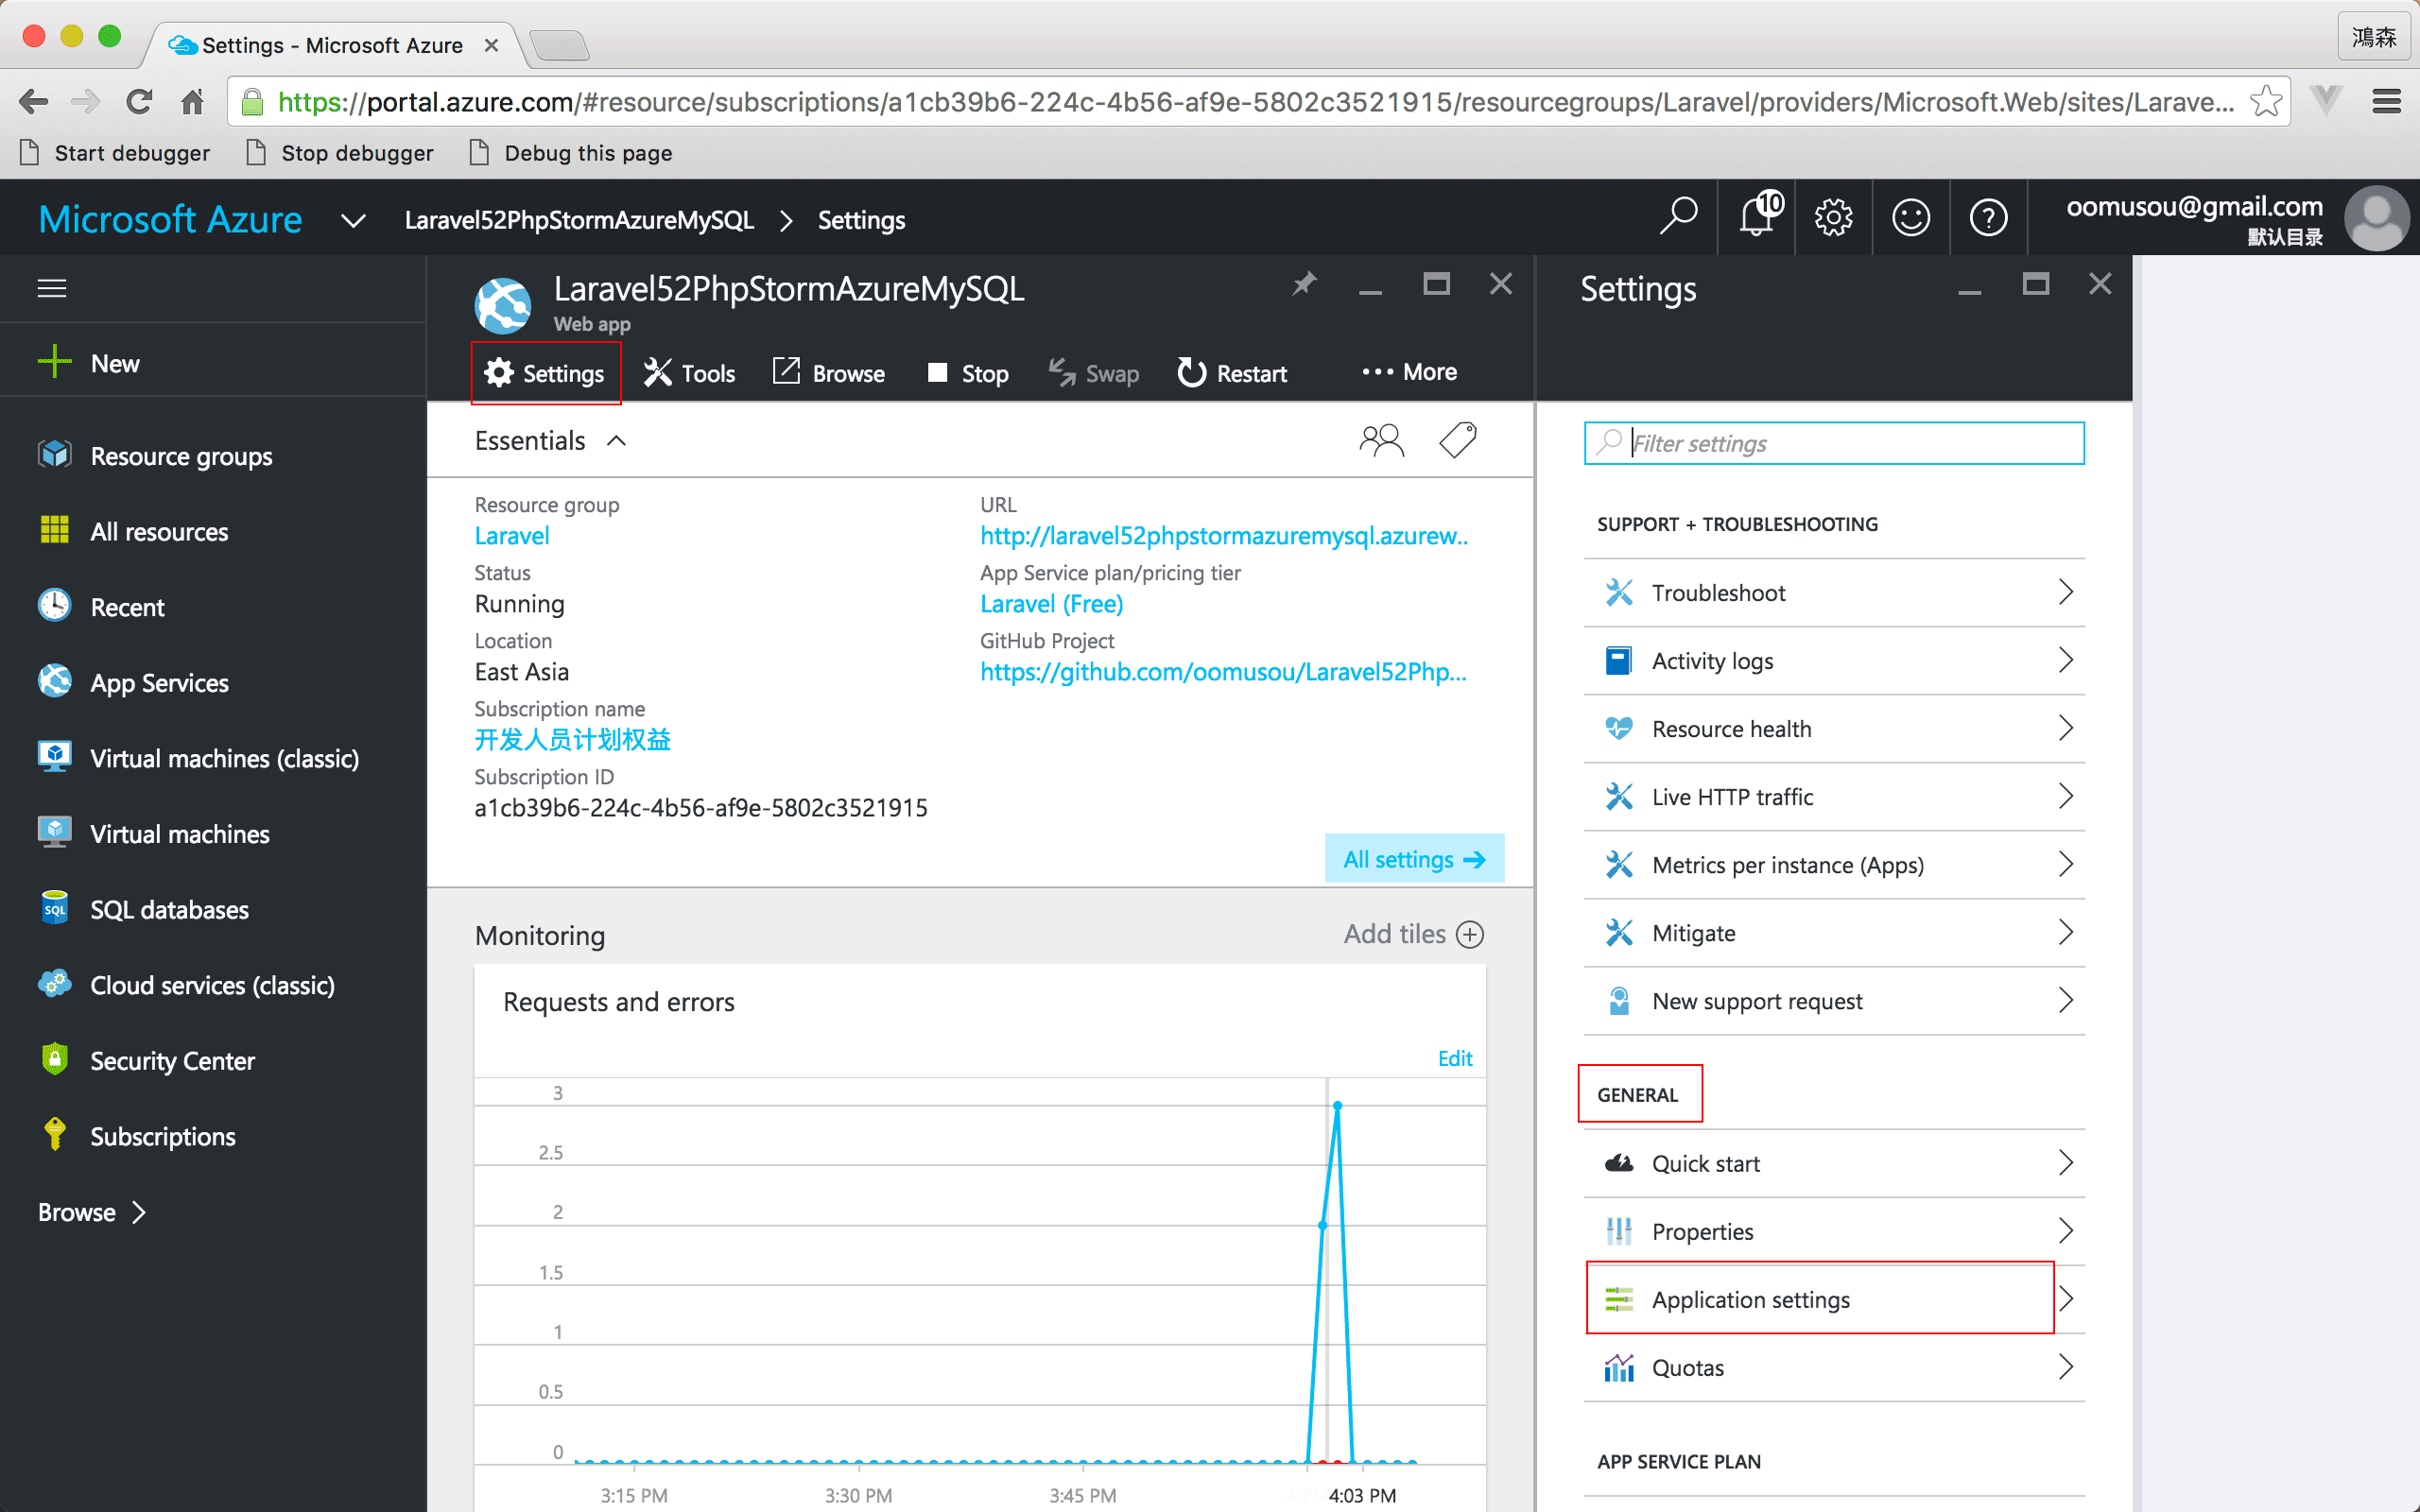 Settings - Microsoft Azure
鴻森
https://portal.azure.com/#resource/subscriptions/a1cb39b6-224c-4b56-af9e-5802c3521915/resourcegroups/Laravel/providers/Microsoft.Web/sites/Larave...
Start debugger
Stop debugger
Debug this page
Microsoft Azure
Laravel52PhpStormAzureMySQL
Settings
10
oomusou@gmail.com
默认目录
New
Resource groups
All resources
Recent
App Services
Virtual machines (classic)
Virtual machines
SQL
SQL databases
Cloud services (classic)
Security Center
Subscriptions
Browse
Laravel52PhpStormAzureMySQL
Web app
Settings
Tools
Browse
Stop
Swap
Restart
More
Essentials
Resource group
Laravel
Status
Running
Location
East Asia
Subscription name
开发人员计划权益
Subscription ID
a1cb39b6-224c-4b56-af9e-5802c3521915
URL
http://laravel52phpstormazuremysql.azurew..
App Service plan/pricing tier
Laravel (Free)
GitHub Project
https://github.com/oomusou/Laravel52Php...
All settings
Monitoring
Add tiles
Requests and errors
Edit
3
2.5
2
1.5
1
0.5
0
3:15 PM
3:30 PM
3:45 PM
4:03 PM
Settings
Filter settings
SUPPORT + TROUBLESHOOTING
Troubleshoot
Activity logs
Resource health
Live HTTP traffic
Metrics per instance (Apps)
Mitigate
New support request
GENERAL
Quick start
Properties
Application settings
Quotas
APP SERVICE PLAN